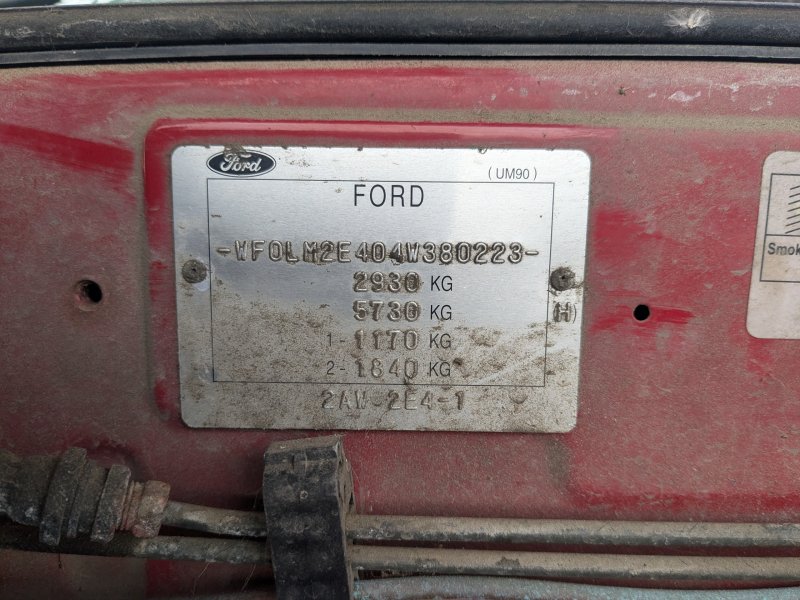 Ford
( UM90 )
FORD
-WF0LM2E404W380223-
2930 KG
5730 KG (H)
1- 1170 KG
2- 1840 KG
2AW-2E4-1
Smok